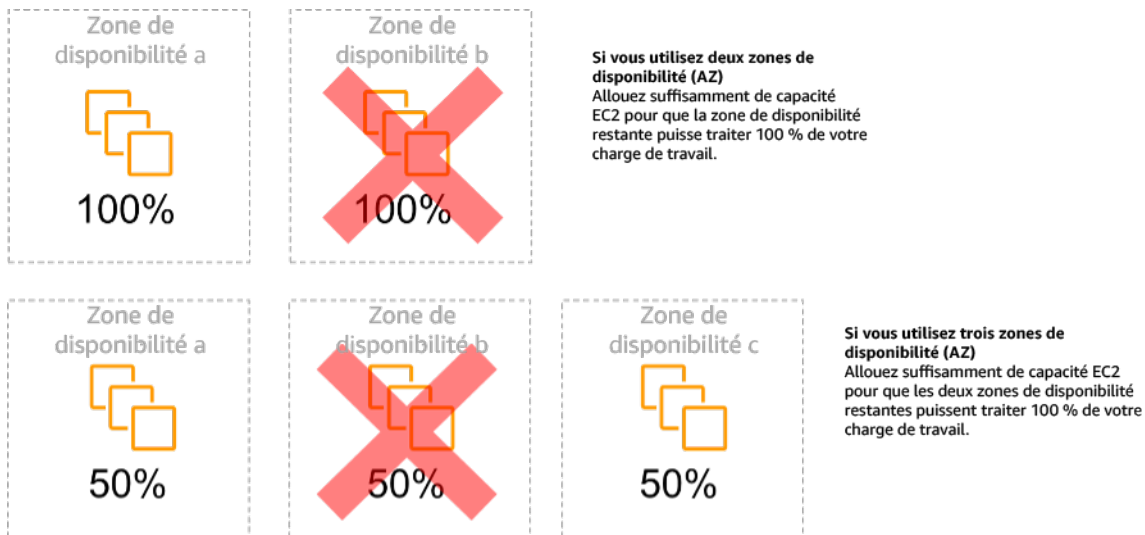 Zone de
disponibilité a
100%
Zone de
disponibilité b
100%
Si vous utilisez deux zones de
disponibilité (AZ)
Allouez suffisamment de capacité
EC2 pour que la zone de disponibilité
restante puisse traiter 100 % de votre
charge de travail.
Zone de
disponibilité a
50%
Zone de
disponibilité b
50%
Zone de
disponibilité c
50%
Si vous utilisez trois zones de
disponibilité (AZ)
Allouez suffisamment de capacité EC2
pour que les deux zones de disponibilité
restantes puissent traiter 100 % de votre
charge de travail.